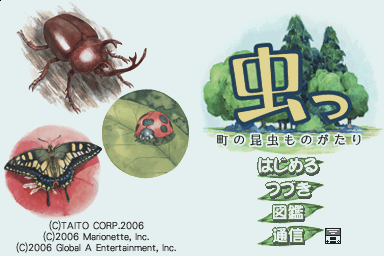 虫っ
町の昆虫ものがたり
はじめる
つづき
図鑑
通信
(C)TAITO CORP.2006
(C)2006 Marionette, Inc.
(C)2006 Global A Entertainment, Inc.